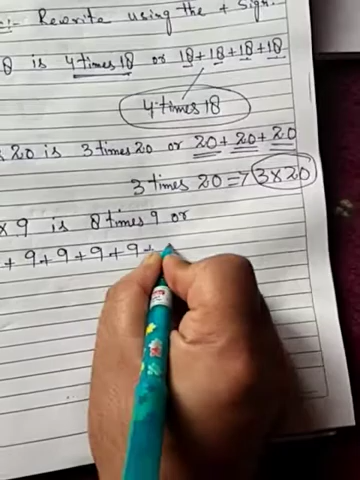 :- Rewrite using the + Sign.
8 is 4 times 18 or 18 + 18 + 18 + 18
4 times 18
20 is 3 times 20 or 20 + 20 + 20
3 times 20 => 3 x 20
x 9 is 8 times 9 or
+ 9 + 9 + 9 + 9 +